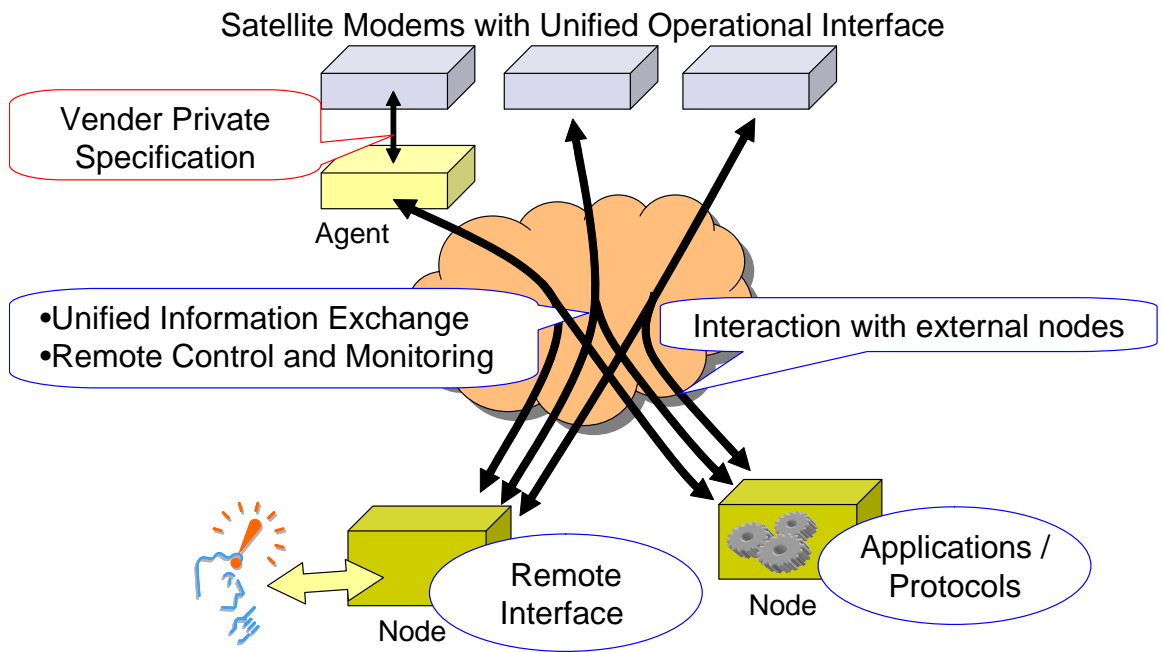 Satellite Modems with Unified Operational Interface
Vender Private
Specification
Agent
•Unified Information Exchange
•Remote Control and Monitoring
Interaction with external nodes
Remote
Interface
Node
Applications /
Protocols
Node